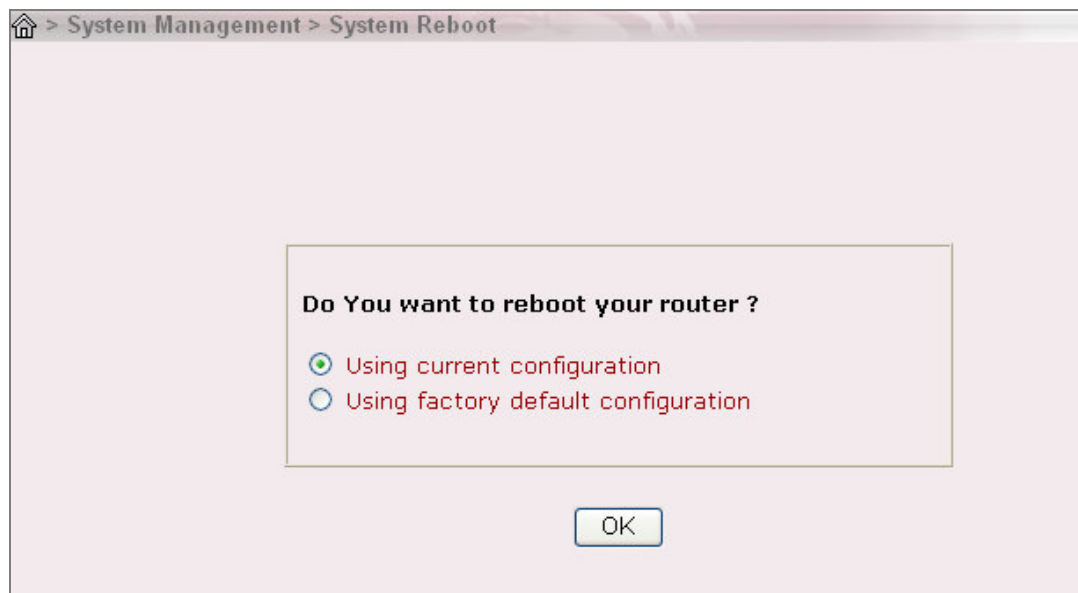 > System Management > System Reboot
Do You want to reboot your router ?
Using current configuration
Using factory default configuration
OK